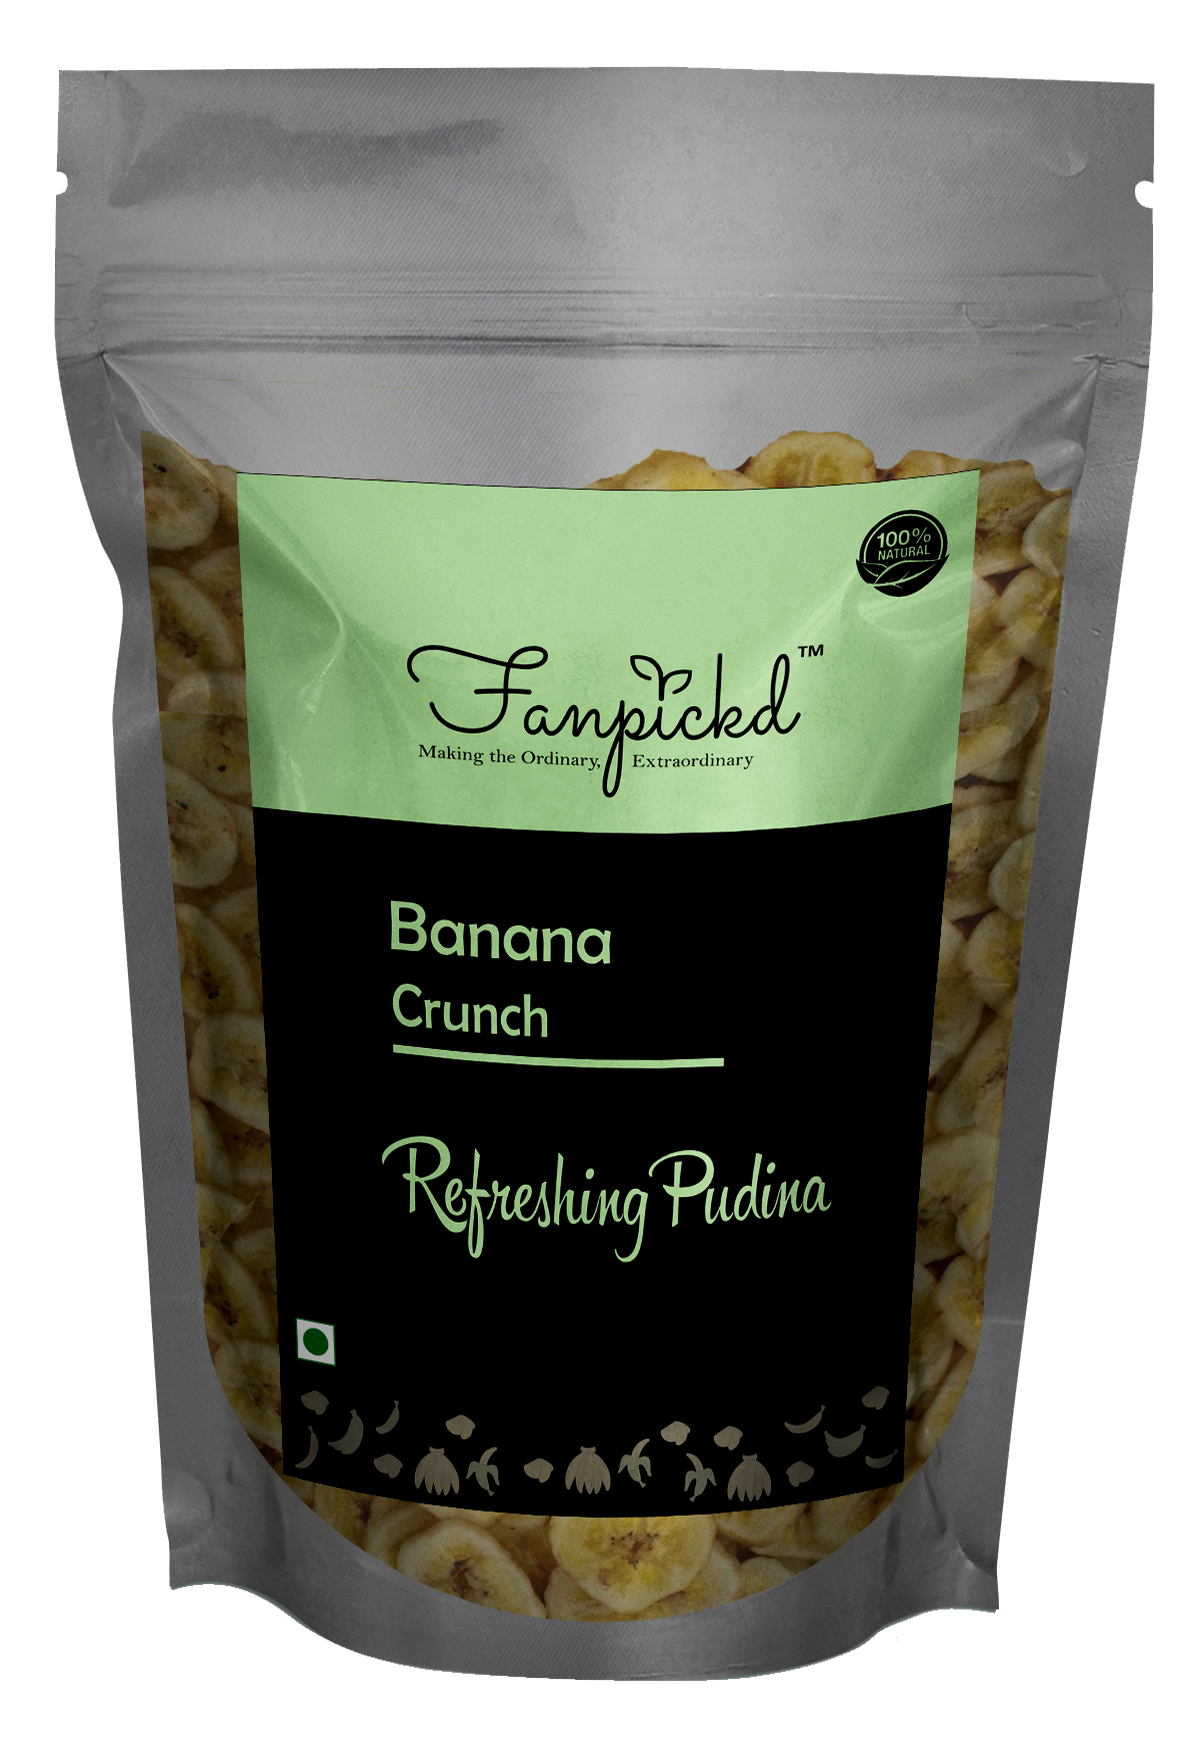 100%
NATURAL
Fanpickd™
Making the Ordinary, Extraordinary
Banana
Crunch
Refreshing Pudina